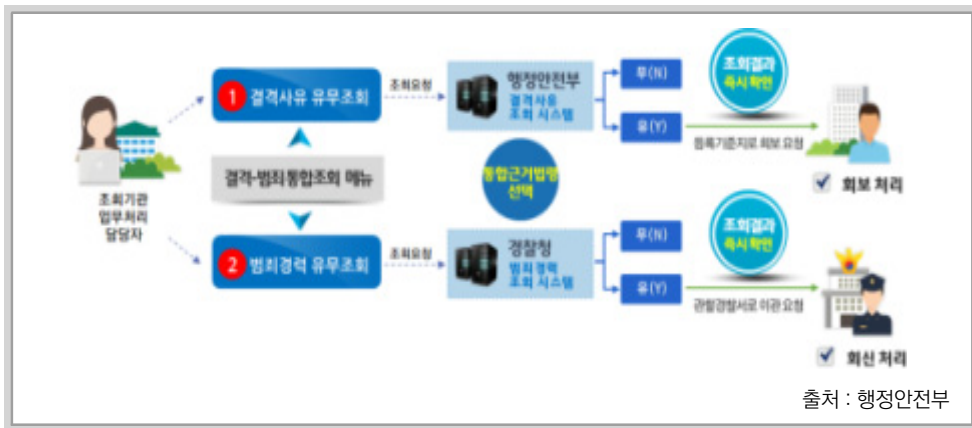 조회기관
업무처리
담당자
1 결격사유 유무조회
결격·범죄통합조회 메뉴
2 범죄경력 유무조회
조회요청
행정안전부
결격사유
조회 시스템
통합근거법령
선택
조회요청
경찰청
범죄경력
조회 시스템
무(N)
유(Y)
조회결과
즉시확인
등록기준지로 회보 요청
회보 처리
무(N)
유(Y)
조회결과
즉시확인
관할경찰서로 이관 요청
회신 처리
출처 : 행정안전부